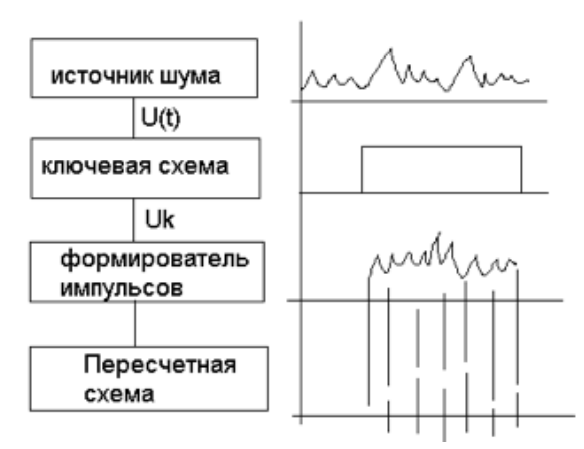 источник шума
U(t)
ключевая схема
Uk
формирователь
импульсов
Пересчетная
схема